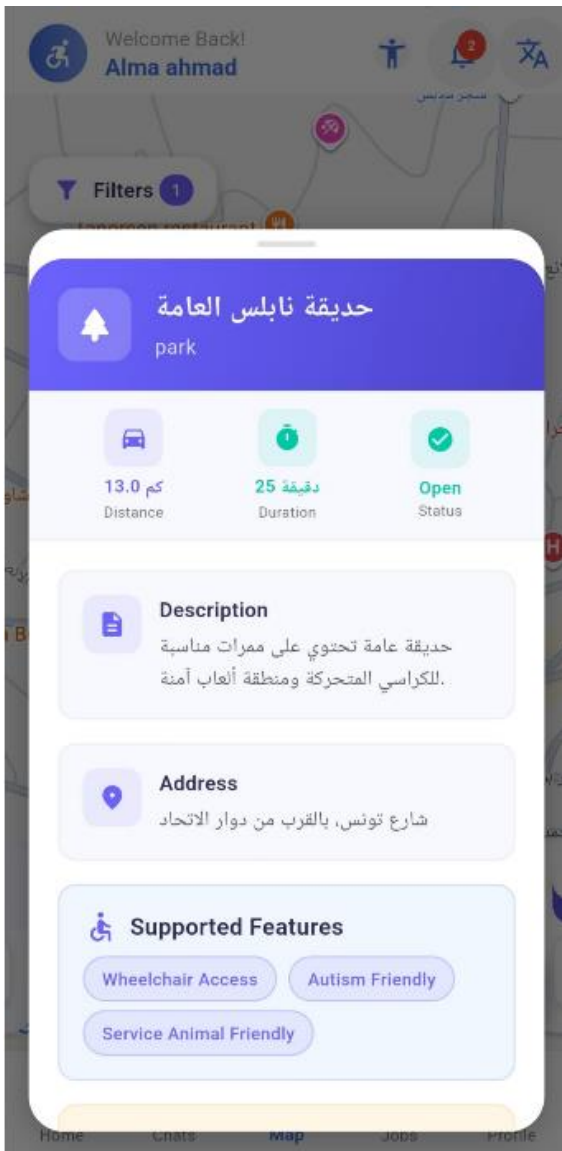 Welcome Back!
Alma ahmad
2
Filters 1
حديقة نابلس العامة
park
13.0 كم
Distance
25 دقيقة
Duration
Open
Status
Description
حديقة عامة تحتوي على ممرات مناسبة
للكراسي المتحركة ومنطقة ألعاب آمنة.
Address
شارع تونس، بالقرب من دوار الاتحاد
Supported Features
Wheelchair Access
Autism Friendly
Service Animal Friendly
Home Chats Map Jobs Profile